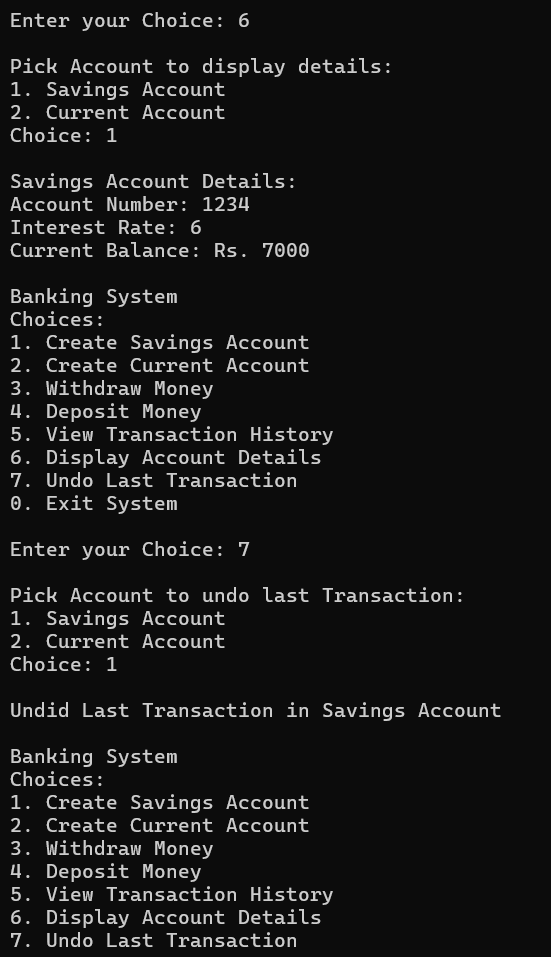 Enter your Choice: 6
Pick Account to display details:
1. Savings Account
2. Current Account
Choice: 1
Savings Account Details:
Account Number: 1234
Interest Rate: 6
Current Balance: Rs. 7000
Banking System
Choices:
1. Create Savings Account
2. Create Current Account
3. Withdraw Money
4. Deposit Money
5. View Transaction History
6. Display Account Details
7. Undo Last Transaction
0. Exit System
Enter your Choice: 7
Pick Account to undo last Transaction:
1. Savings Account
2. Current Account
Choice: 1
Undid Last Transaction in Savings Account
Banking System
Choices:
1. Create Savings Account
2. Create Current Account
3. Withdraw Money
4. Deposit Money
5. View Transaction History
6. Display Account Details
7. Undo Last Transaction